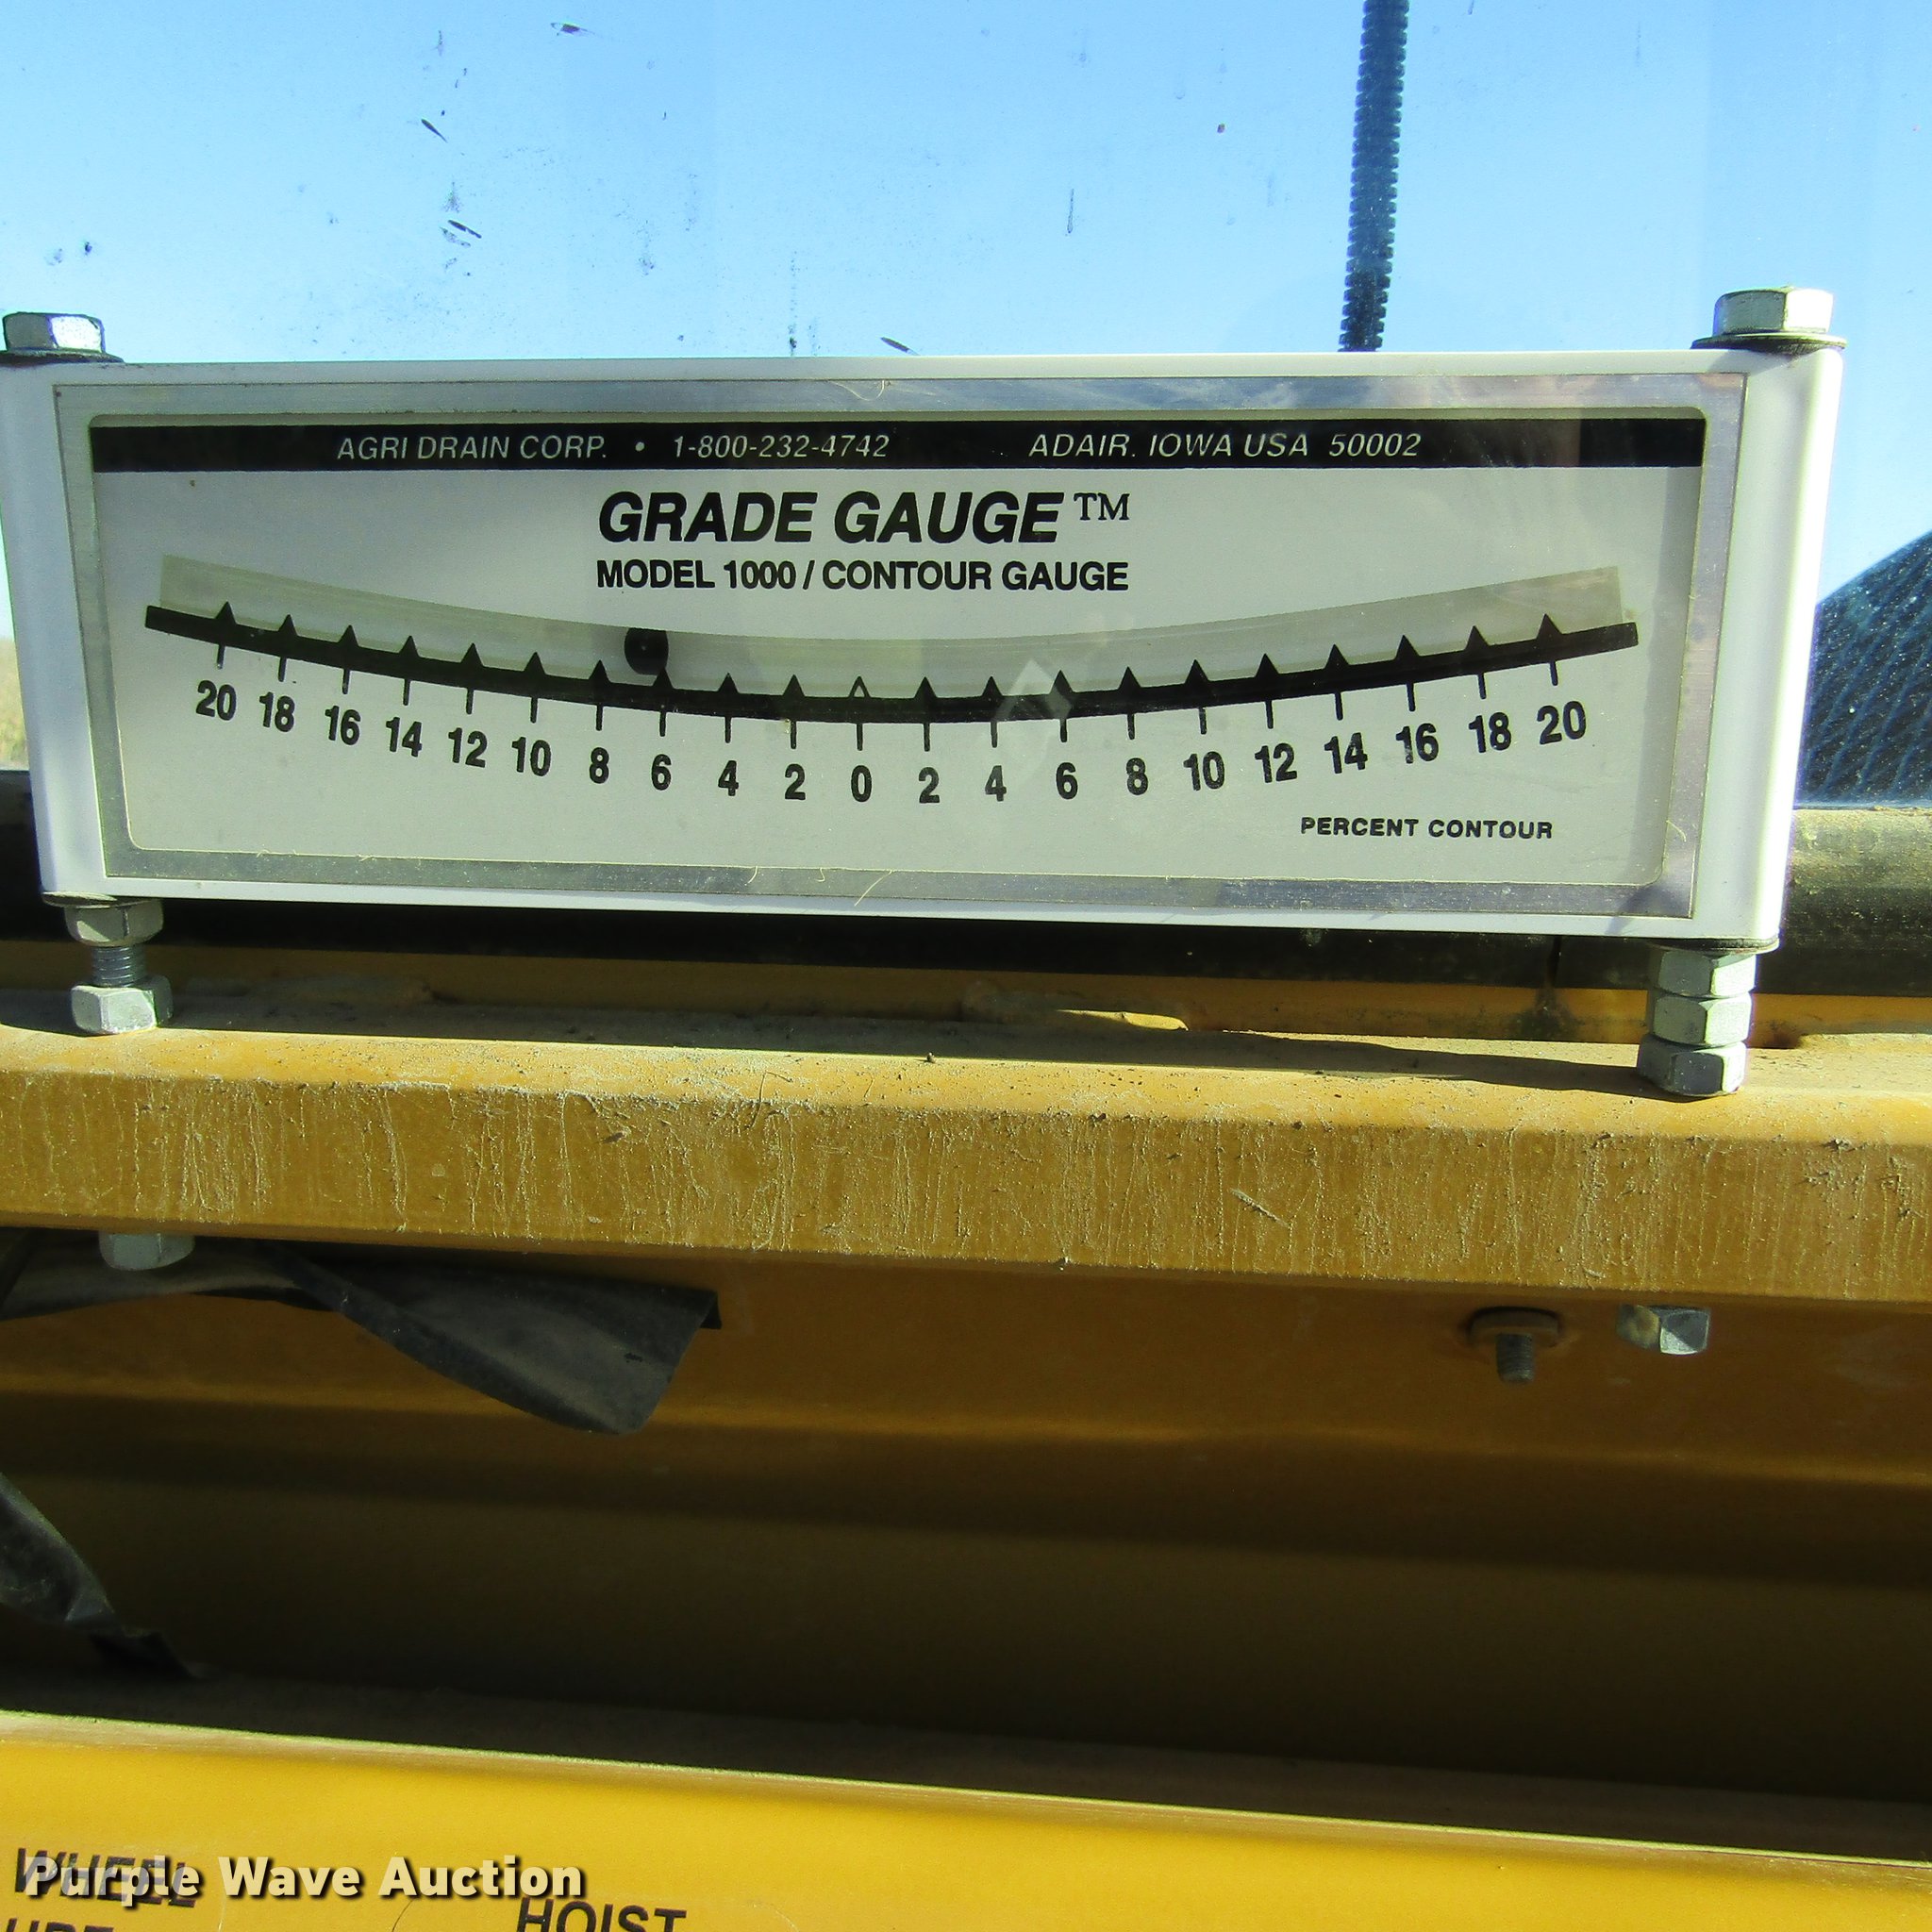 AGRI DRAIN CORP. • 1-800-232-4742 ADAIR, IOWA USA 50002
GRADE GAUGE™
MODEL 1000 / CONTOUR GAUGE
20 18 16 14 12 10 8 6 4 2 0 2 4 6 8 10 12 14 16 18 20
PERCENT CONTOUR
WHEEL
Purple Wave Auction
HOIST